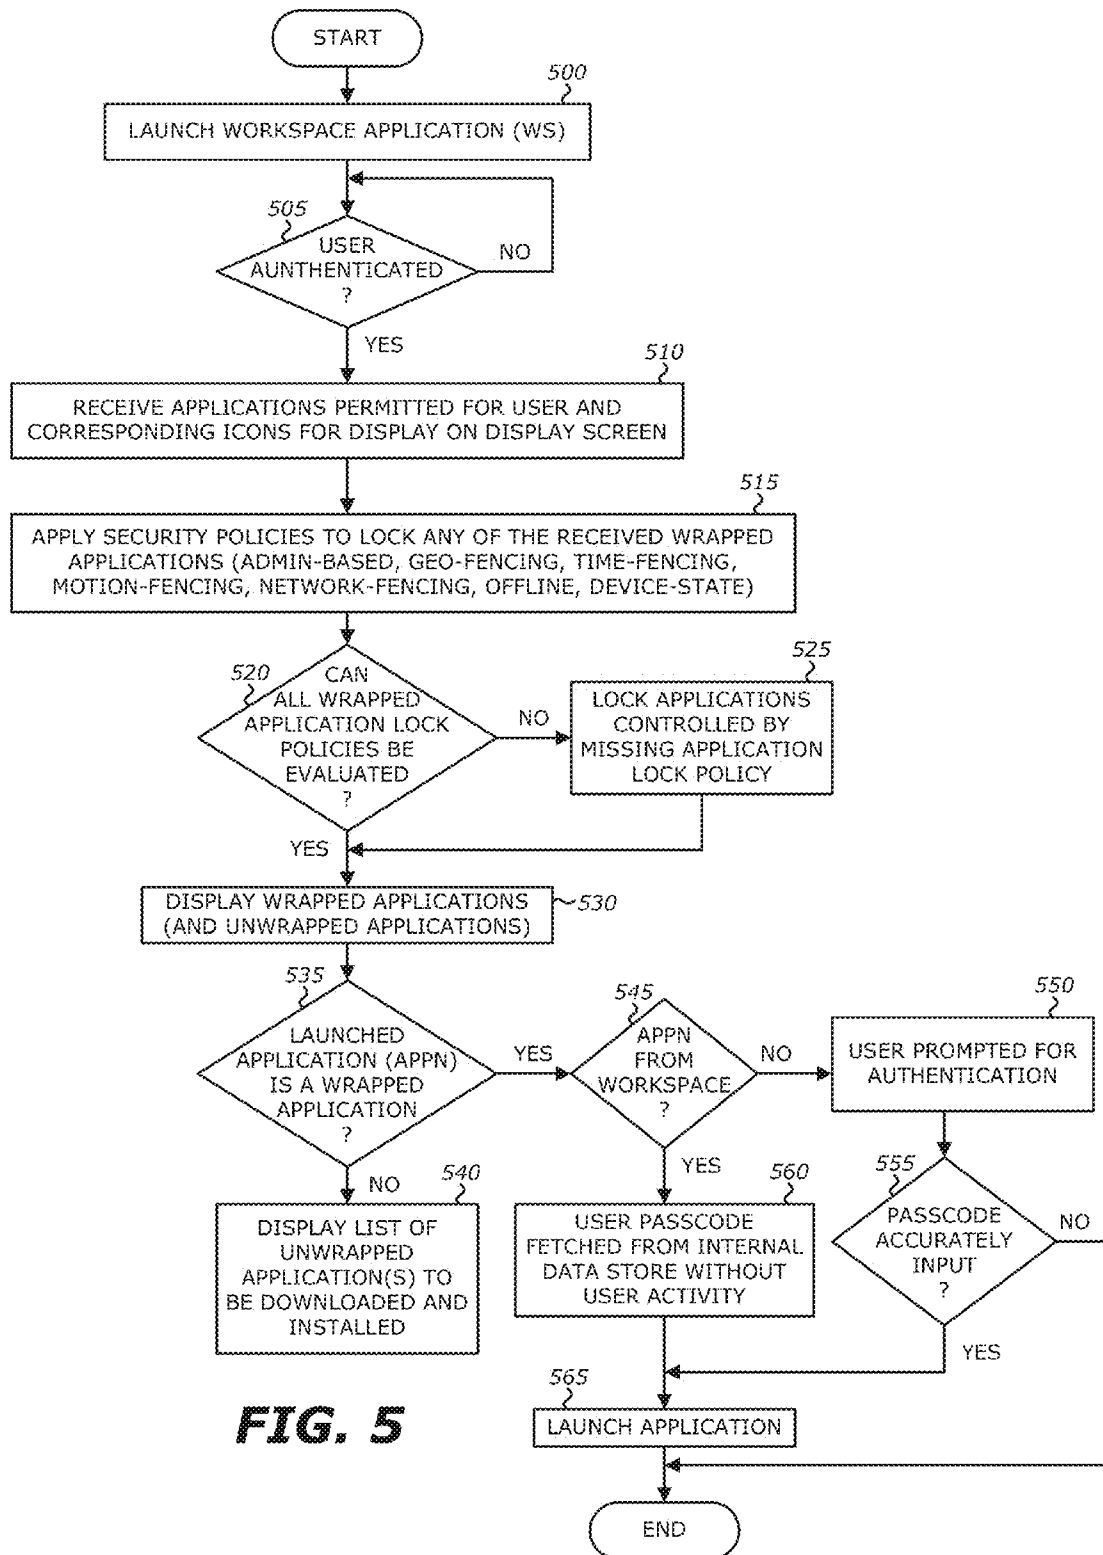 START
500
LAUNCH WORKSPACE APPLICATION (WS)
505
USER
AUNTHENTICATED
?
NO
YES
510
RECEIVE APPLICATIONS PERMITTED FOR USER AND
CORRESPONDING ICONS FOR DISPLAY ON DISPLAY SCREEN
515
APPLY SECURITY POLICIES TO LOCK ANY OF THE RECEIVED WRAPPED
APPLICATIONS (ADMIN-BASED, GEO-FENCING, TIME-FENCING,
MOTION-FENCING, NETWORK-FENCING, OFFLINE, DEVICE-STATE)
520
CAN
ALL WRAPPED
APPLICATION LOCK
POLICIES BE
EVALUATED
?
NO
525
LOCK APPLICATIONS
CONTROLLED BY
MISSING APPLICATION
LOCK POLICY
YES
DISPLAY WRAPPED APPLICATIONS
(AND UNWRAPPED APPLICATIONS)
530
535
LAUNCHED
APPLICATION (APPN)
IS A WRAPPED
APPLICATION
?
YES
545
APPN
FROM
WORKSPACE
?
NO
550
USER PROMPTED FOR
AUTHENTICATION
NO
540
DISPLAY LIST OF
UNWRAPPED
APPLICATION(S) TO
BE DOWNLOADED AND
INSTALLED
YES
560
USER PASSCODE
FETCHED FROM INTERNAL
DATA STORE WITHOUT
USER ACTIVITY
555
PASSCODE
ACCURATELY
INPUT
?
NO
YES
565
LAUNCH APPLICATION
FIG. 5
END